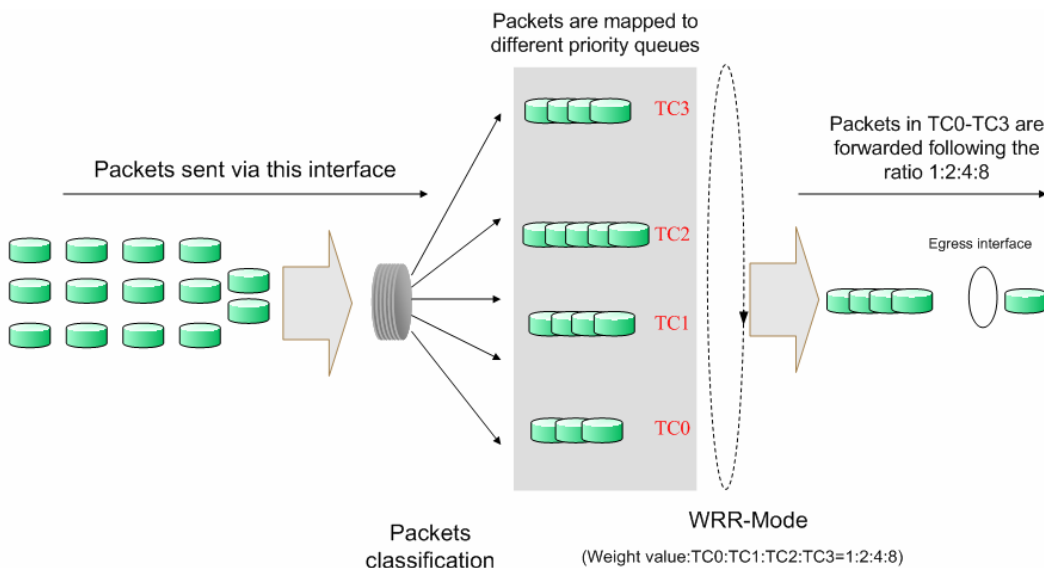 Packets are mapped to
different priority queues
TC3
Packets sent via this interface
Packets in TC0-TC3 are
forwarded following the
ratio 1:2:4:8
TC2
Egress interface
TC1
TC0
Packets
classification
WRR-Mode
(Weight value:TC0:TC1:TC2:TC3=1:2:4:8)